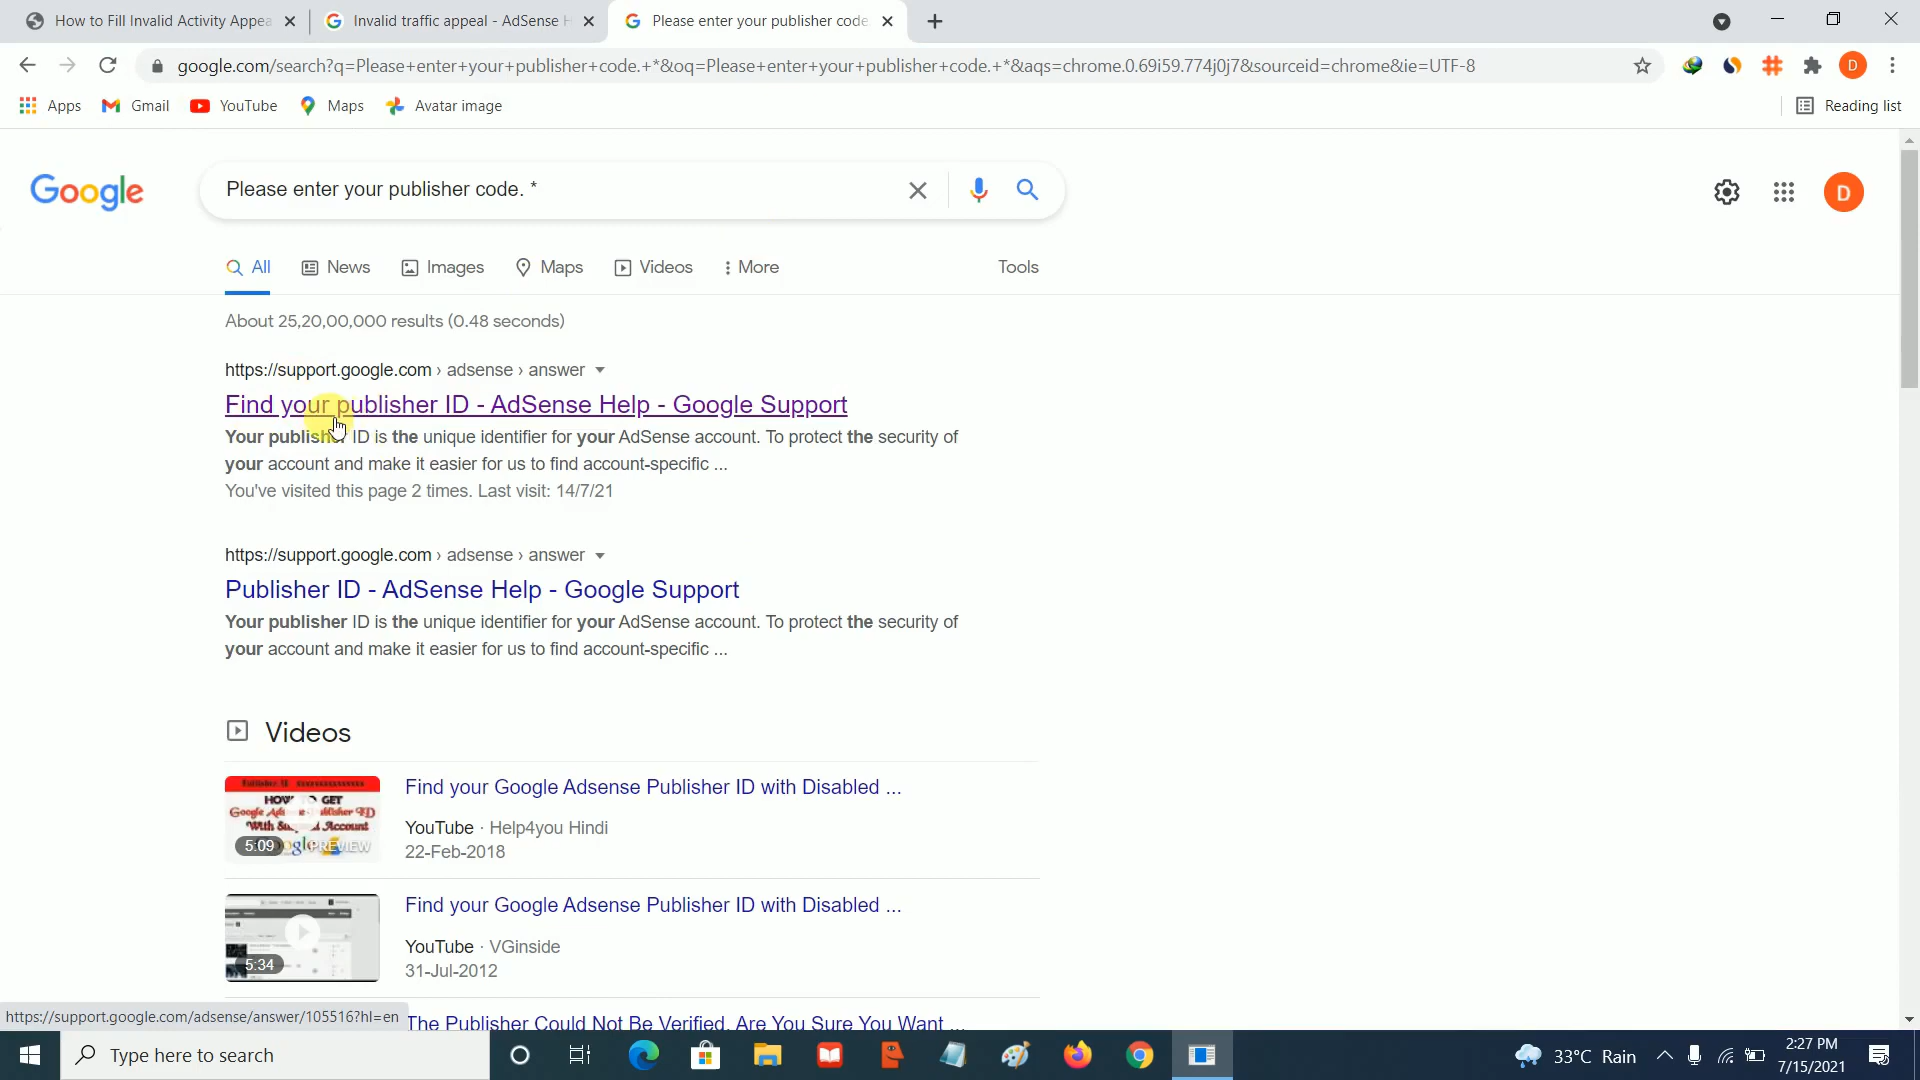 How to Fill Invalid Activity Appea
Invalid traffic appeal - AdSense H
Please enter your publisher code
google.com/search?q=Please+enter+your+publisher+code.+*&oq=Please+enter+your+publisher+code.+*&aqs=chrome.0.69i59.774j0j7&sourceid=chrome&ie=UTF-8
D
Apps
Gmail
YouTube
Maps
Avatar image
Reading list
Google
Please enter your publisher code. *
D
All
News
Images
Maps
Videos
More
Tools
About 25,20,00,000 results (0.48 seconds)
https://support.google.com › adsense › answer
Find your publisher ID - AdSense Help - Google Support
Your publisher ID is the unique identifier for your AdSense account. To protect the security of
your account and make it easier for us to find account-specific ...
You've visited this page 2 times. Last visit: 14/7/21
https://support.google.com › adsense › answer
Publisher ID - AdSense Help - Google Support
Your publisher ID is the unique identifier for your AdSense account. To protect the security of
your account and make it easier for us to find account-specific ...
Videos
HOW TO GET
With Account
5:09
PREVIEW
Find your Google Adsense Publisher ID with Disabled ...
YouTube · Help4you Hindi
22-Feb-2018
5:34
Find your Google Adsense Publisher ID with Disabled ...
YouTube · VGinside
31-Jul-2012
The Publisher Could Not Be Verified. Are You Sure You Want ...
https://support.google.com/adsense/answer/105516?hl=en
Type here to search
33°C Rain
2:27 PM
7/15/2021